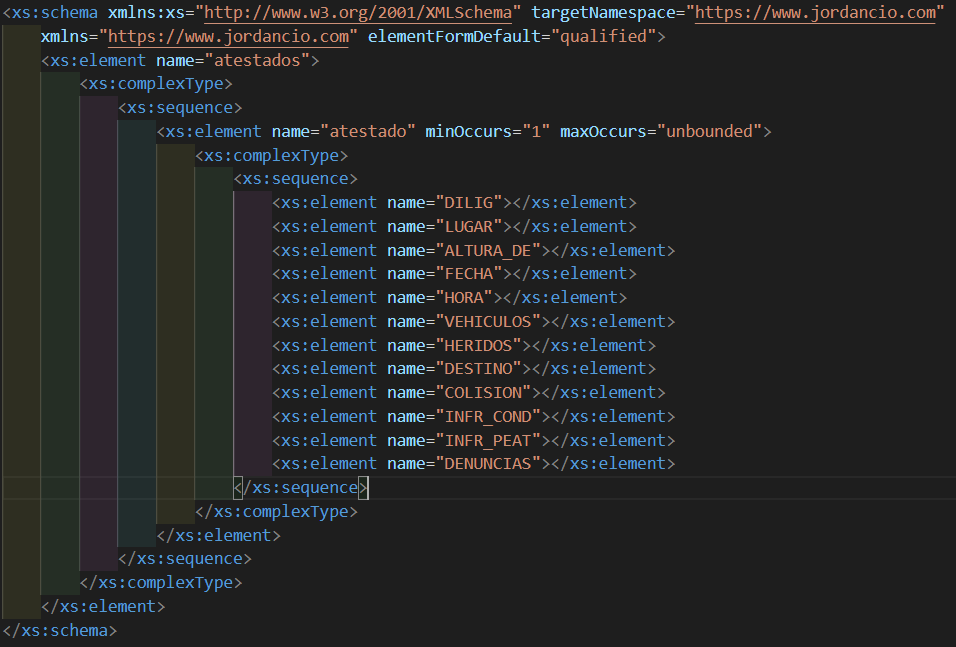 <xs:schema xmlns:xs="http://www.w3.org/2001/XMLSchema" targetNamespace="https://www.jordancio.com"
xmlns="https://www.jordancio.com" elementFormDefault="qualified">
<xs:element name="atestados">
<xs:complexType>
<xs:sequence>
<xs:element name="atestado" minOccurs="1" maxOccurs="unbounded">
<xs:complexType>
<xs:sequence>
<xs:element name="DILIG"></xs:element>
<xs:element name="LUGAR"></xs:element>
<xs:element name="ALTURA_DE"></xs:element>
<xs:element name="FECHA"></xs:element>
<xs:element name="HORA"></xs:element>
<xs:element name="VEHICULOS"></xs:element>
<xs:element name="HERIDOS"></xs:element>
<xs:element name="DESTINO"></xs:element>
<xs:element name="COLISION"></xs:element>
<xs:element name="INFR_COND"></xs:element>
<xs:element name="INFR_PEAT"></xs:element>
<xs:element name="DENUNCIAS"></xs:element>
</xs:sequence>
</xs:complexType>
</xs:element>
</xs:sequence>
</xs:complexType>
</xs:element>
</xs:schema>